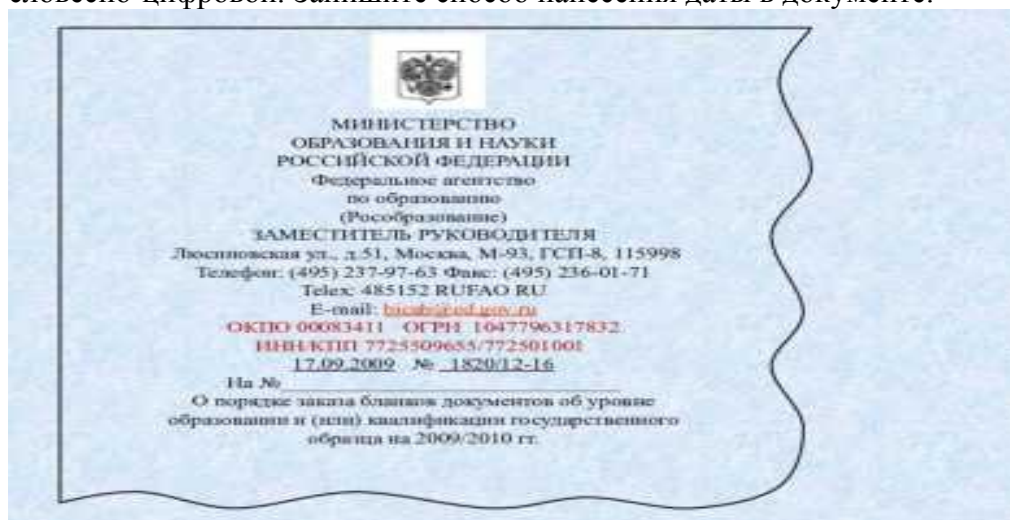 словесно-цифровой. Запишите способ нанесения даты в документе.
МИНИСТЕРСТВО
ОБРАЗОВАНИЯ И НАУКИ
РОССИЙСКОЙ ФЕДЕРАЦИИ
Федеральное агентство
по образованию
(Рособразование)
ЗАМЕСТИТЕЛЬ РУКОВОДИТЕЛЯ
Люсиновская ул., д.51, Москва, М-93, ГСП-8, 115998
Телефон: (495) 237-97-63 Факс: (495) 236-01-71
Telex: 485152 RUFAO RU
E-mail:
ОКПО 00083411 ОГРН 1047796317832
ИНН/КПП 7725509655/772501001
17.09.2009 № 1820/12-16
На №
О порядке заказа бланков документов об уровне
образовании и (или) квалификации государственного
образца на 2009/2010 гг.